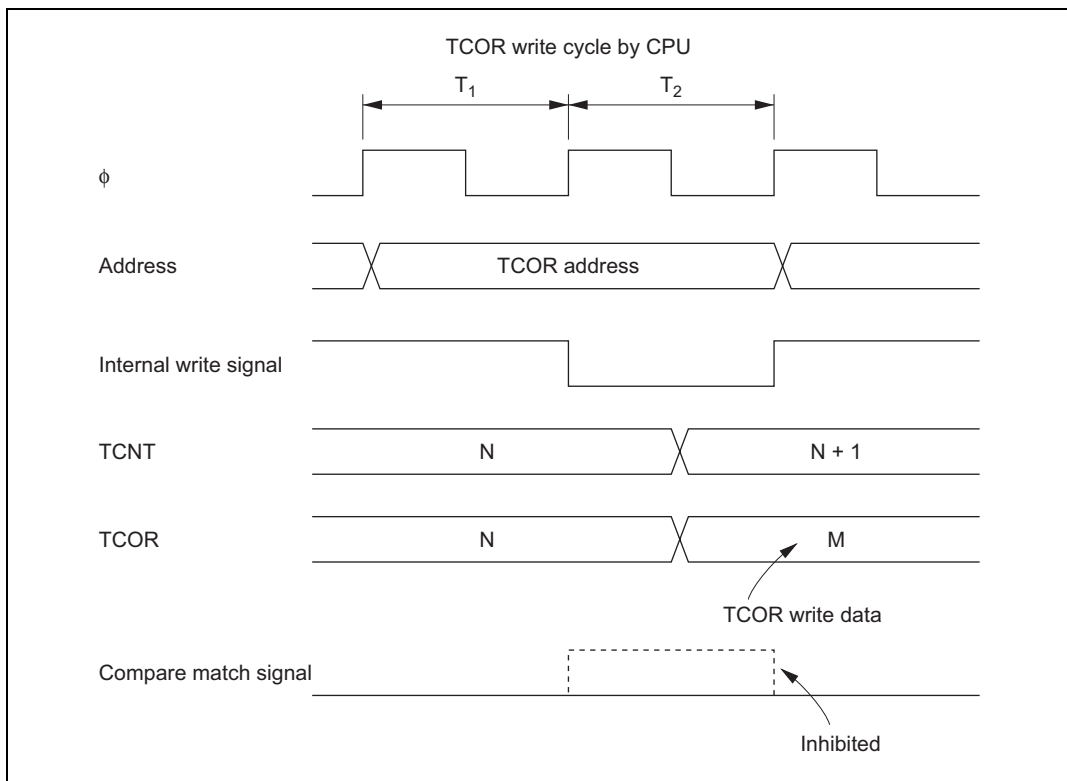 TCOR write cycle by CPU
T1 T2
ϕ
Address TCOR address
Internal write signal
TCNT N N + 1
TCOR N M
TCOR write data
Compare match signal
Inhibited